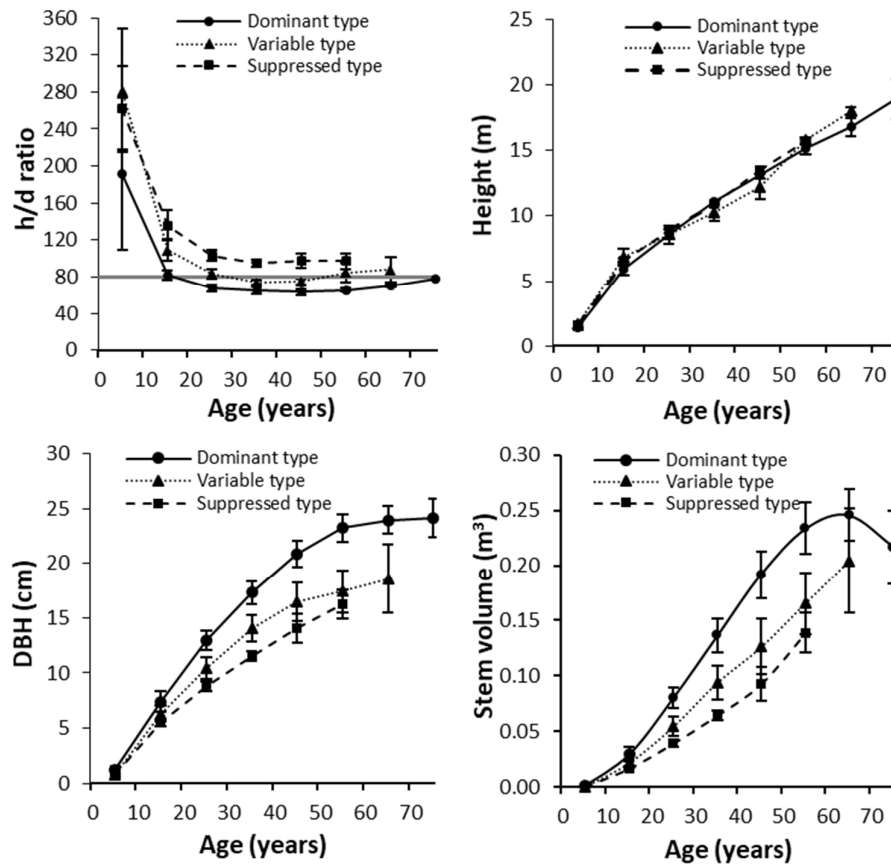 h/d ratio
360
320
280
240
200
160
120
80
40
0
Dominant type
Variable type
Suppressed type
0 10 20 30 40 50 60 70
Age (years)
Height (m)
25
20
15
10
5
0
Dominant type
Variable type
Suppressed type
0 10 20 30 40 50 60 70
Age (years)
DBH (cm)
30
25
20
15
10
5
0
Dominant type
Variable type
Suppressed type
0 10 20 30 40 50 60 70
Age (years)
Stem volume (m³)
0.30
0.25
0.20
0.15
0.10
0.05
0.00
Dominant type
Variable type
Suppressed type
0 10 20 30 40 50 60 70
Age (years)